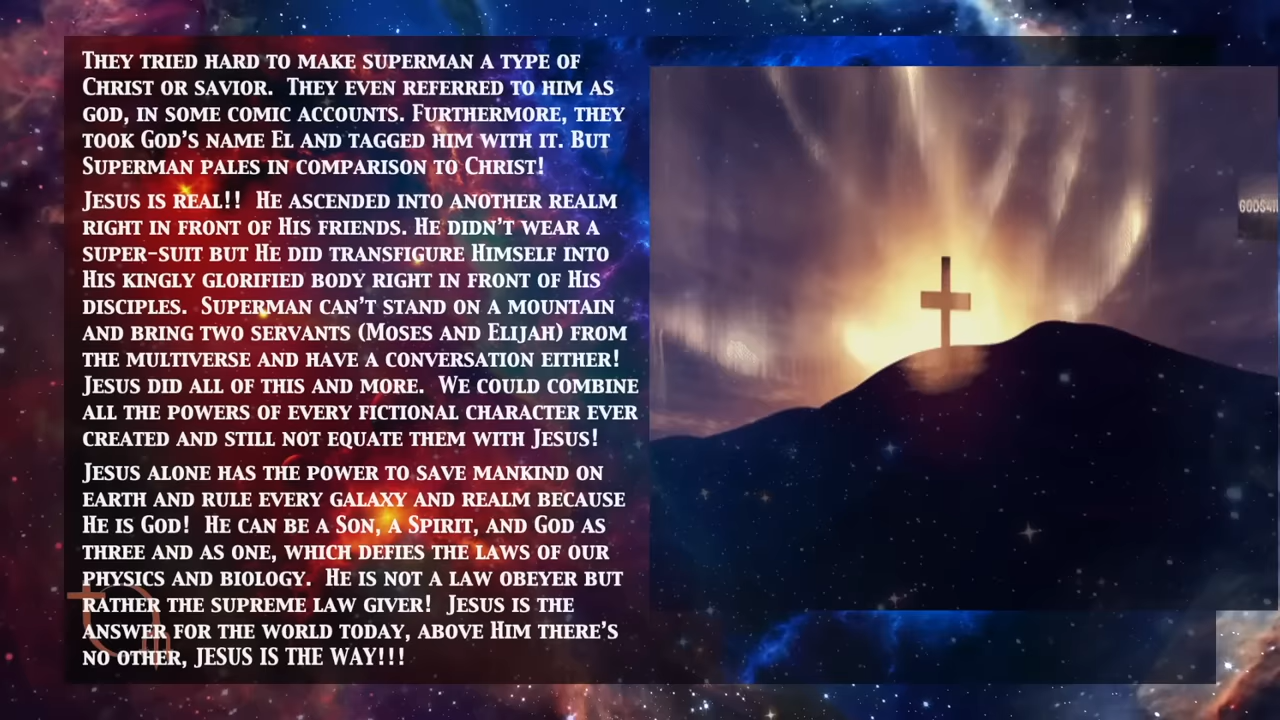 They tried hard to make Superman a type of
Christ or savior.  They even referred to him as
god, in some comic accounts. Furthermore, they
took God's name El and tagged him with it. But
Superman pales in comparison to Christ!
Jesus is real!!  He ascended into another realm
right in front of His friends. He didn't wear a
super-suit but He did transfigure Himself into
His kingly glorified body right in front of His
disciples.  Superman can't stand on a mountain
and bring two servants (Moses and Elijah) from
the multiverse and have a conversation either!
Jesus did all of this and more.  We could combine
all the powers of every fictional character ever
created and still not equate them with Jesus!
Jesus alone has the power to save mankind on
earth and rule every galaxy and realm because
He is God!  He can be a Son, a Spirit, and God as
three and as one, which defies the laws of our
physics and biology.  He is not a law obeyer but
rather the supreme law giver!  Jesus is the
answer for the world today, above Him there's
no other, JESUS IS THE WAY!!!